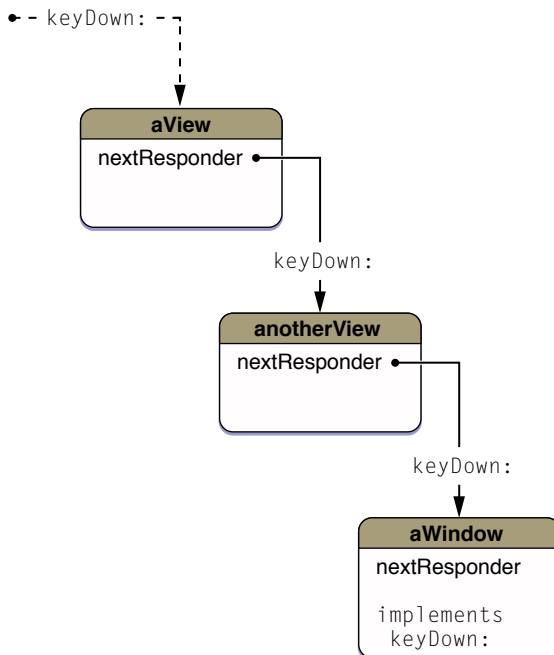 keyDown:
aView
nextResponder
keyDown:
anotherView
nextResponder
keyDown:
aWindow
nextResponder
implements
keyDown: